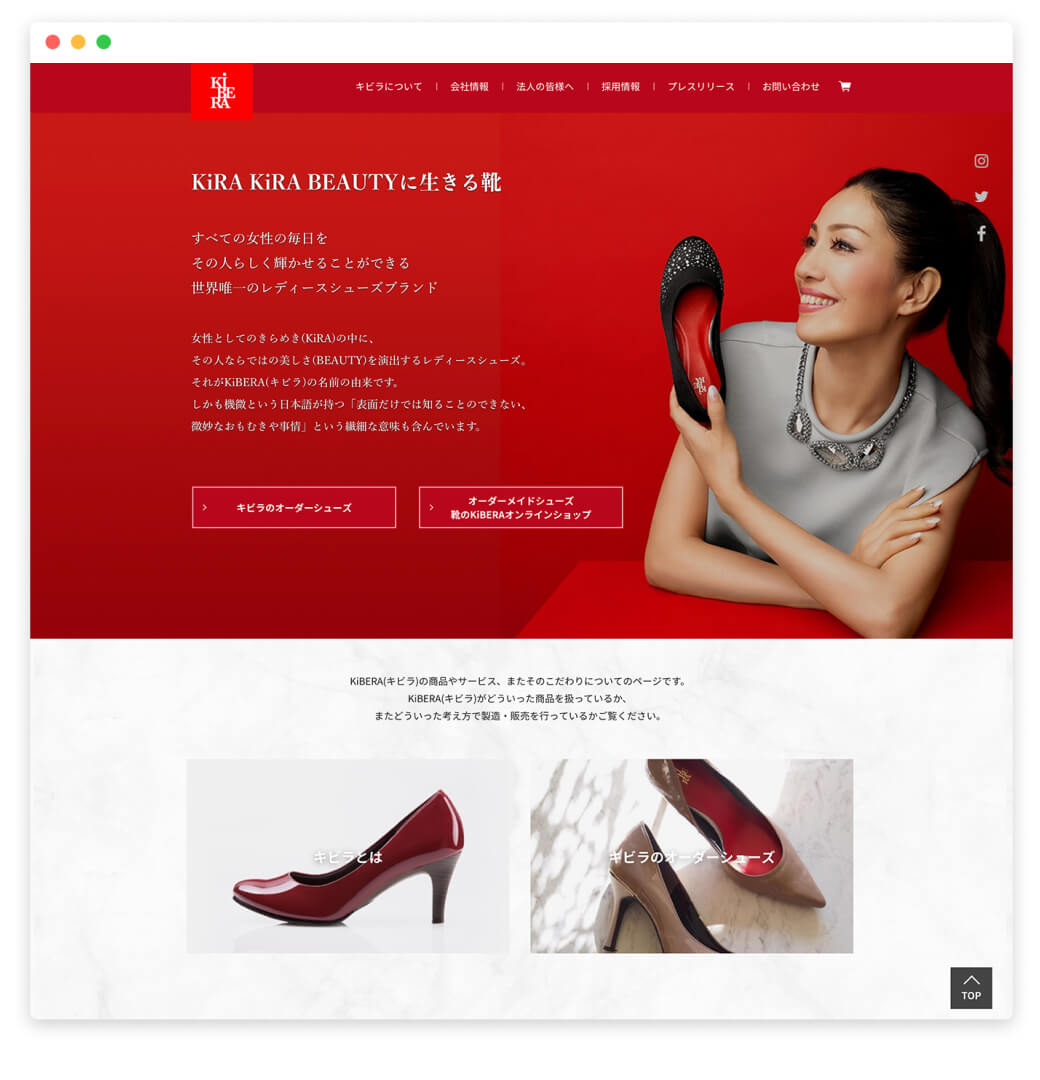 KiBERA
キビラについて | 会社情報 | 法人の皆様へ | 採用情報 | プレスリリース | お問い合わせ
KiRA KiRA BEAUTYに生きる靴
すべての女性の毎日を
その人らしく輝かせることができる
世界唯一のレディースシューズブランド
女性としてのきらめき(KiRA)の中に、
その人ならではの美しさ(BEAUTY)を演出するレディースシューズ。
それがKiBERA(キビラ)の名前の由来です。
しかも機微という日本語が持つ「表面だけでは知ることのできない、
微妙なおもむきや事情」という繊細な意味も含んでいます。
キビラのオーダーシューズ
オーダーメイドシューズ
靴のKiBERAオンラインショップ
KiBERA(キビラ)の商品やサービス、またそのこだわりについてのページです。
KiBERA(キビラ)がどういった商品を扱っているか、
またどういった考え方で製造・販売を行っているかご覧ください。
キビラとは
キビラのオーダーシューズ
TOP